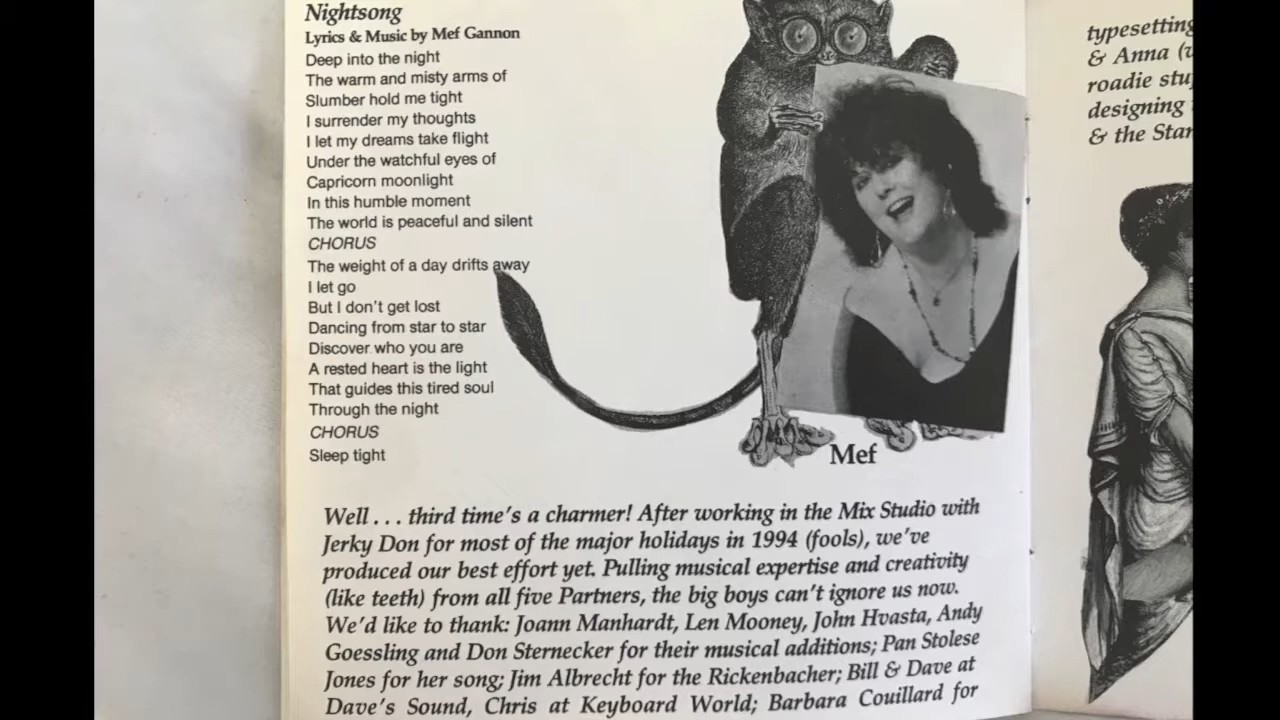 Nightsong
Lyrics & Music by Mef Gannon
Deep into the night
The warm and misty arms of
Slumber hold me tight
I surrender my thoughts
I let my dreams take flight
Under the watchful eyes of
Capricorn moonlight
In this humble moment
The world is peaceful and silent
CHORUS
The weight of a day drifts away
I let go
But I don't get lost
Dancing from star to star
Discover who you are
A rested heart is the light
That guides this tired soul
Through the night
CHORUS
Sleep tight
Mef
Well . . . third time's a charmer! After working in the Mix Studio with
Jerky Don for most of the major holidays in 1994 (fools), we've
produced our best effort yet. Pulling musical expertise and creativity
(like teeth) from all five Partners, the big boys can't ignore us now.
We'd like to thank: Joann Manhardt, Len Mooney, John Hvasta, Andy
Goessling and Don Sternecker for their musical additions; Pan Stolese
Jones for her song; Jim Albrecht for the Rickenbacher; Bill & Dave at
Dave's Sound, Chris at Keyboard World; Barbara Couillard for
typesetting
& Anna
roadie
designing
& the